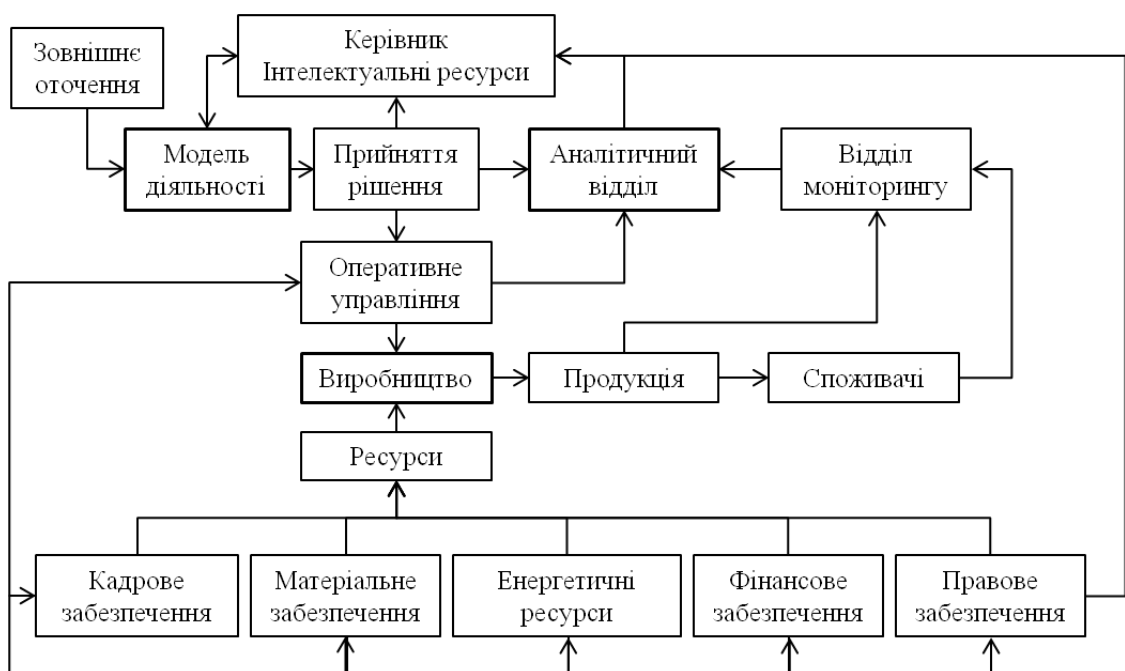 Зовнішнє
оточення
Керівник
Інтелектуальні ресурси
Модель
діяльності
Прийняття
рішення
Аналітичний
відділ
Відділ
моніторингу
Оперативне
управління
Виробництво
Продукція
Споживачі
Ресурси
Кадрове
забезпечення
Матеріальне
забезпечення
Енергетичні
ресурси
Фінансове
забезпечення
Правове
забезпечення